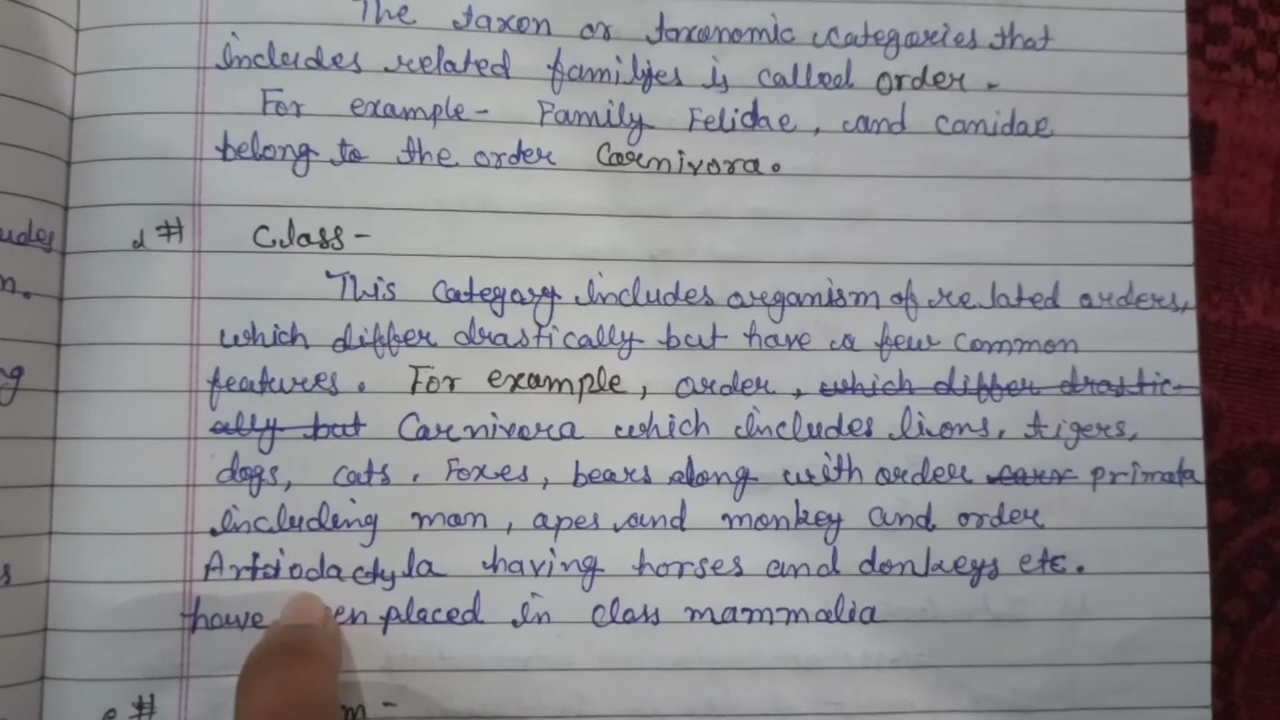 The taxon or taxonomic categories that
includes related families is called order.
For example- Family Felidae, and canidae
belong to the order Carnivora.
udes
d # Class-
n.
This category includes organism of related orders,
which differ drastically but have a few common
ng
features. For example, order, which differ drastic-
ally but Carnivora which includes lions, tigers,
dogs, cats, Foxes, bears along with order primata
including man, apes and monkey and order
Artiodactyla having horses and donkeys etc.
s
have en placed in class mammalia
e # m-